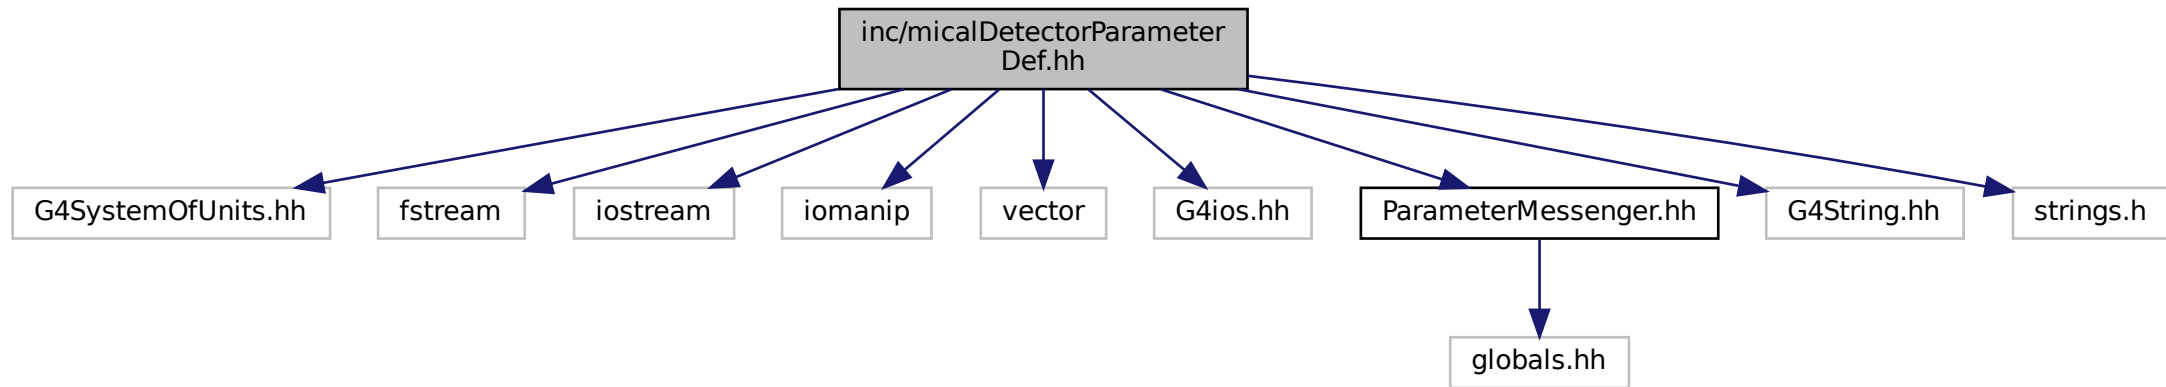 inc/micalDetectorParameter
Def.hh
G4SystemOfUnits.hh
fstream
iostream
iomanip
vector
G4ios.hh
ParameterMessenger.hh
G4String.hh
strings.h
globals.hh